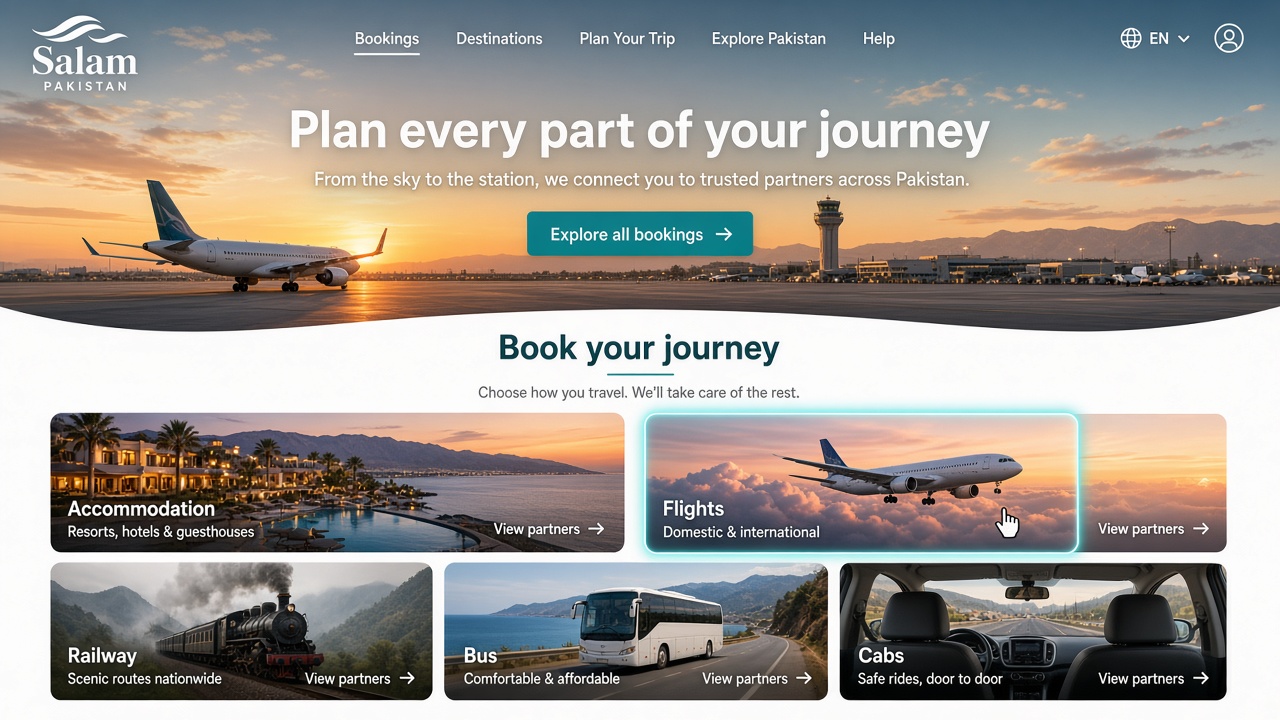 Salam
PAKISTAN
Bookings
Destinations
Plan Your Trip
Explore Pakistan
Help
EN
Plan every part of your journey
From the sky to the station, we connect you to trusted partners across Pakistan.
Explore all bookings →
Book your journey
Choose how you travel. We'll take care of the rest.
Accommodation
Resorts, hotels & guesthouses
View partners →
Flights
Domestic & international
View partners →
Railway
Scenic routes nationwide
View partners →
Bus
Comfortable & affordable
View partners →
Cabs
Safe rides, door to door
View partners →